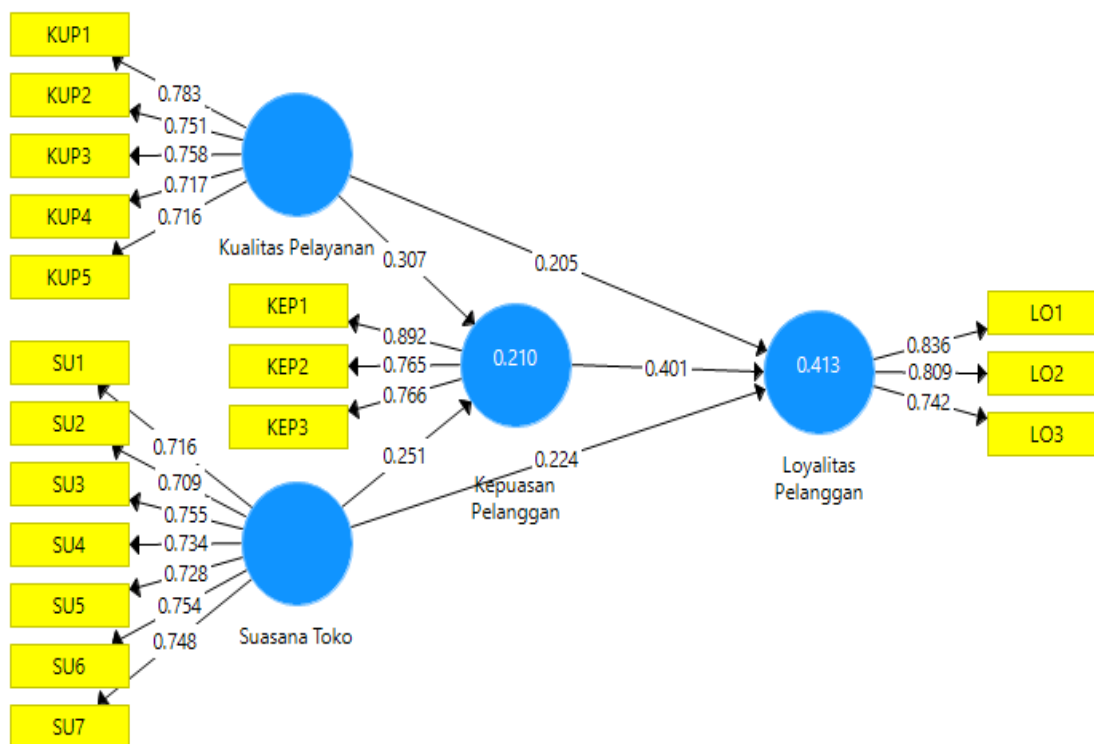 KUP1
0.783
KUP2
0.751
KUP3
0.758
KUP4
0.717
0.716
KUP5
Kualitas Pelayanan
0.307
0.205
KEP1
0.892
KEP2
0.765
KEP3
0.766
0.210
0.401
0.413
LO1
0.836
LO2
0.809
LO3
0.742
SU1
SU2
0.716
SU3
0.709
0.755
SU4
0.734
SU5
0.728
0.754
SU6
0.748
SU7
0.251
0.224
Kepuasan
Pelanggan
Loyalitas
Pelanggan
Suasana Toko